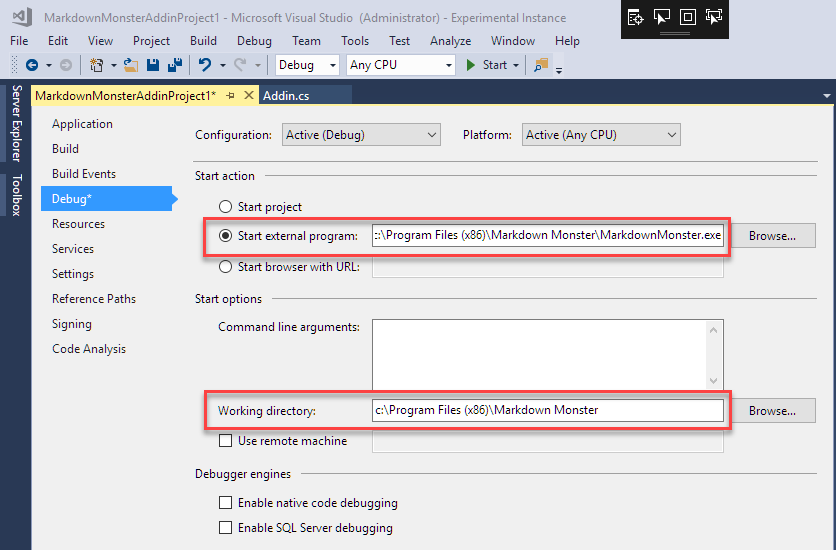 MarkdownMonsterAddinProject1 - Microsoft Visual Studio (Administrator) - Experimental Instance
File Edit View Project Build Debug Team Tools Test Analyze Window Help
Debug Any CPU Start
MarkdownMonsterAddinProject1* Addin.cs
Server Explorer
Toolbox
Application
Build
Build Events
Debug*
Resources
Services
Settings
Reference Paths
Signing
Code Analysis
Configuration: Active (Debug) Platform: Active (Any CPU)
Start action
Start project
Start external program: :\Program Files (x86)\Markdown Monster\MarkdownMonster.exe Browse...
Start browser with URL:
Start options
Command line arguments:
Working directory: c:\Program Files (x86)\Markdown Monster Browse...
Use remote machine
Debugger engines
Enable native code debugging
Enable SQL Server debugging